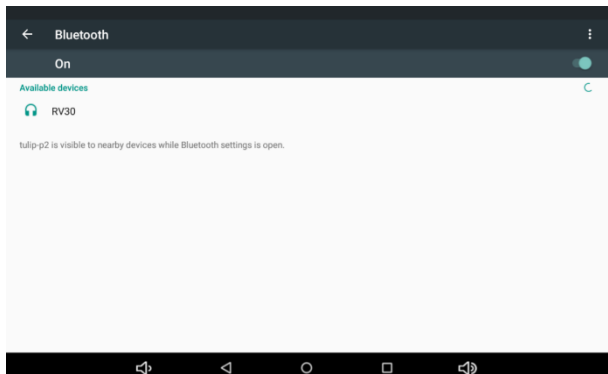 Bluetooth
On
Available devices
RV30
tulip-p2 is visible to nearby devices while Bluetooth settings is open.